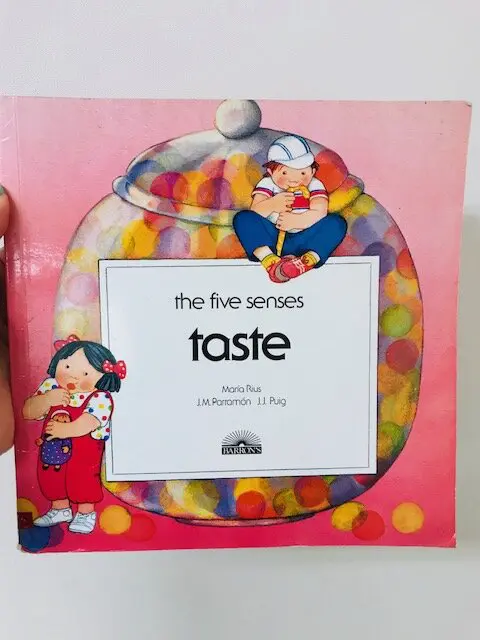 the five senses
taste
María Rius
J.M. Parramón J.J. Puig
BARRON'S